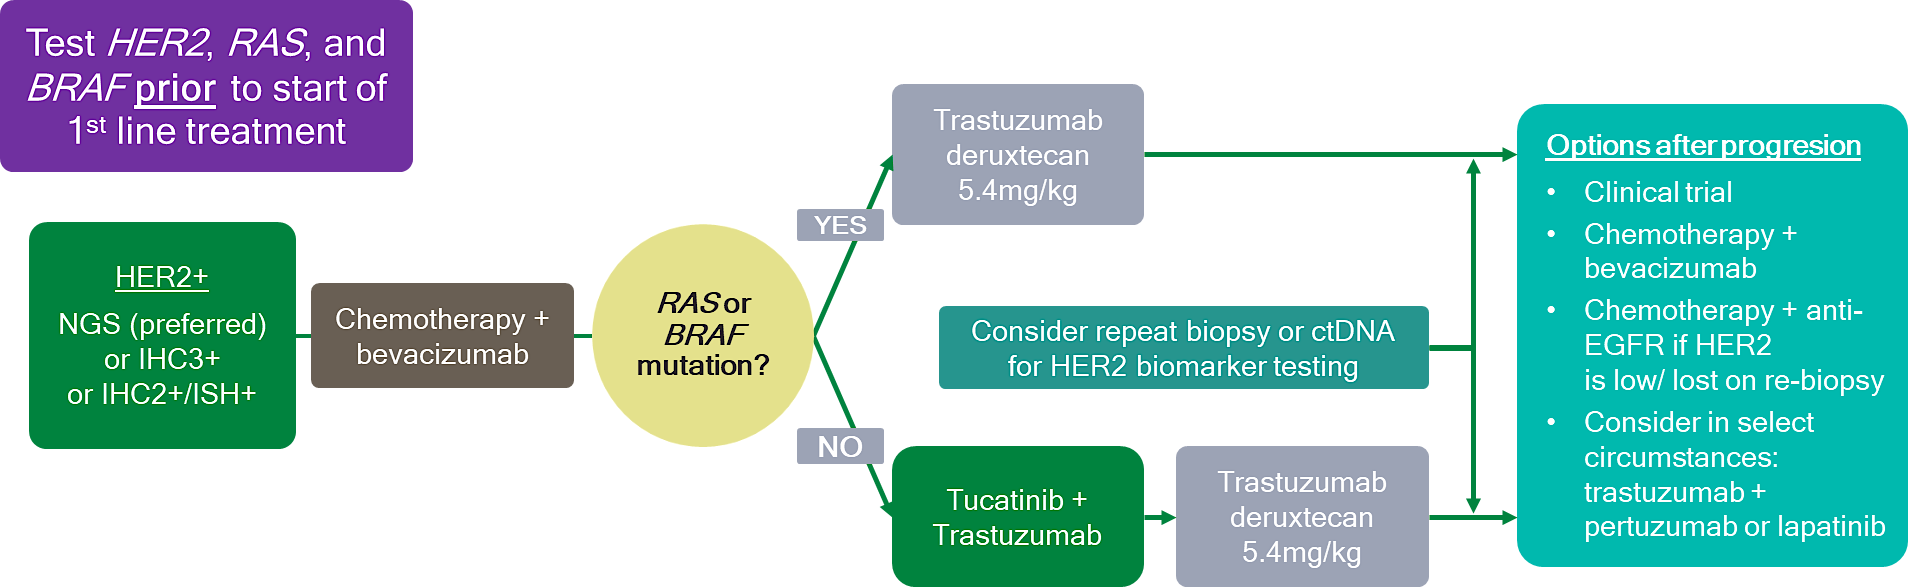 Test HER2, RAS, and
BRAF prior to start of
1st line treatment
HER2+
NGS (preferred)
or IHC3+
or IHC2+/ISH+
Chemotherapy +
bevacizumab
RAS or
BRAF
mutation?
YES
NO
Trastuzumab
deruxtecan
5.4mg/kg
Consider repeat biopsy or ctDNA
for HER2 biomarker testing
Tucatinib +
Trastuzumab
Trastuzumab
deruxtecan
5.4mg/kg
Options after progresion
• Clinical trial
• Chemotherapy +
bevacizumab
• Chemotherapy + anti-
EGFR if HER2
is low/ lost on re-biopsy
• Consider in select
circumstances:
trastuzumab +
pertuzumab or lapatinib